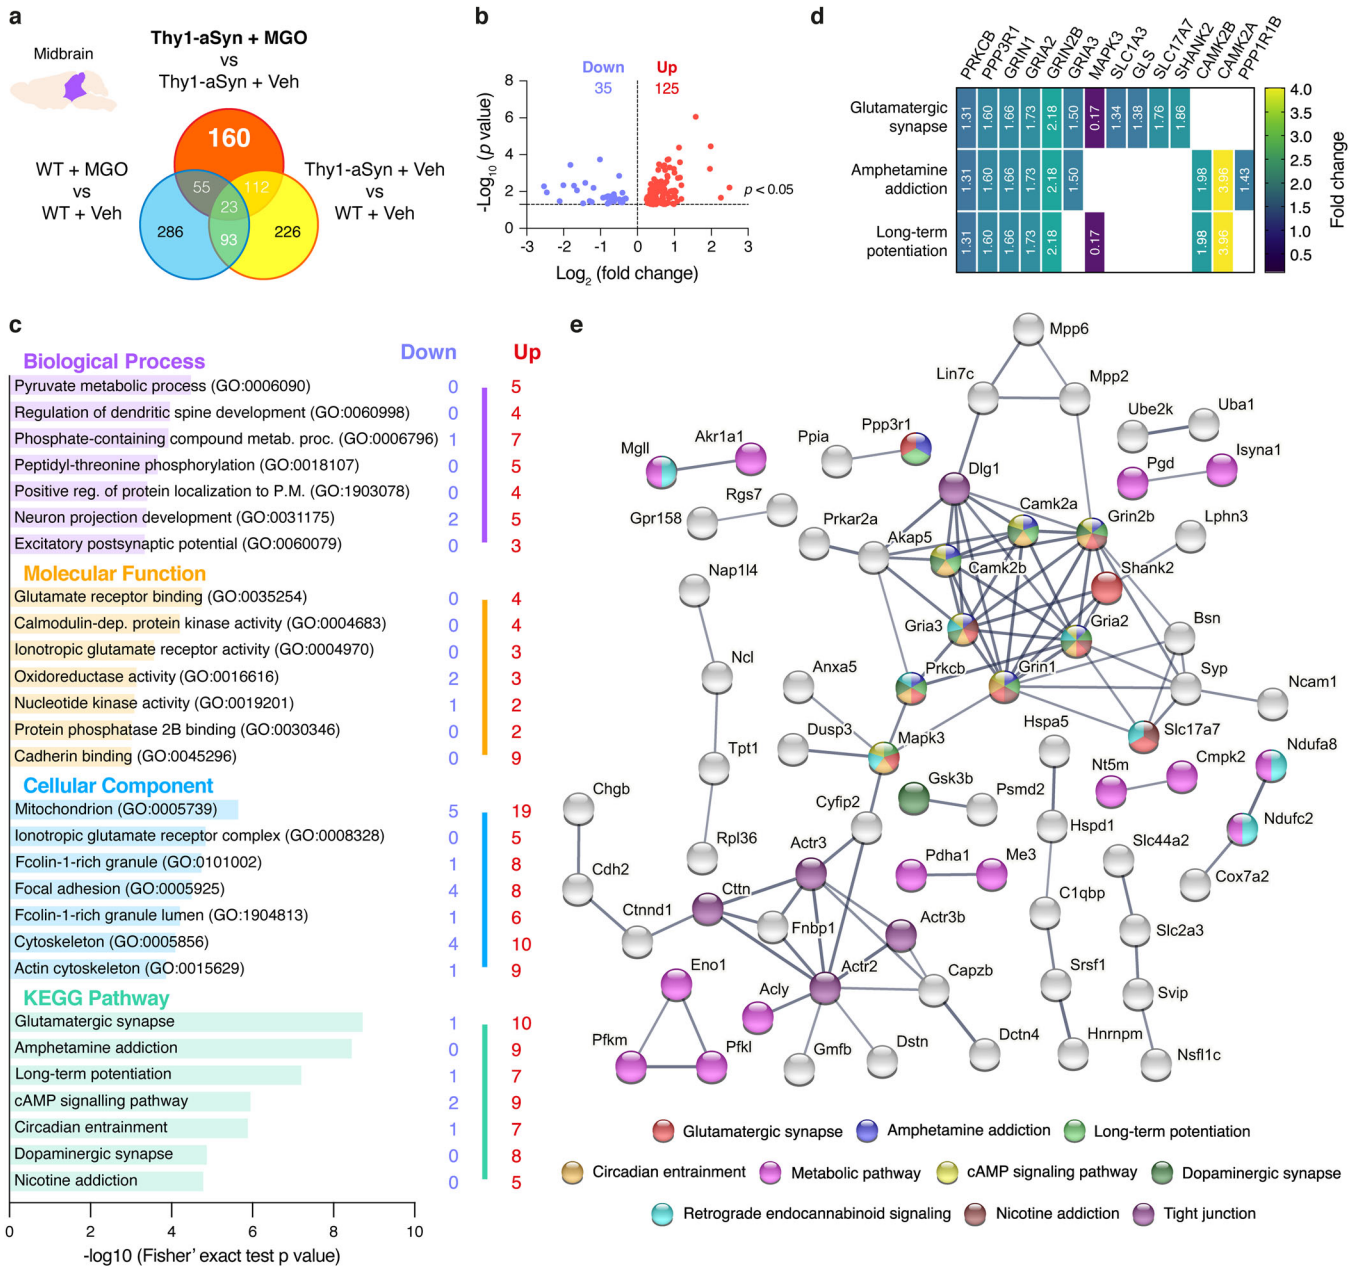 a
Midbrain
Thy1-aSyn + MGO
vs
Thy1-aSyn + Veh
160
WT + MGO
vs
WT + Veh
Thy1-aSyn + Veh
vs
WT + Veh
55
112
23
286
93
226
b
Down
35
Up
125
8
6
4
2
0
-Log10 (p value)
p < 0.05
-3
-2
-1
0
1
2
3
Log2 (fold change)
d
PRKCB
PPP3R1
GRIN1
GRIA2
GRIN2B
GRIA3
MAPK3
SLC1A3
GLS
SLC17A7
SHANK2
CAMK2B
CAMK2A
PPP1R1B
Glutamatergic
synapse
1.31 1.60 1.66 1.73 2.18 1.50 0.17 1.34 1.38 1.76 1.86
Amphetamine
addiction
1.31 1.60 1.66 1.73 2.18 1.50 1.98 3.96 1.43
Long-term
potentiation
1.31 1.60 1.66 1.73 2.18 0.17 1.98 3.96
4.0
3.5
3.0
2.5
2.0
1.5
1.0
0.5
Fold change
c
Down
Up
Biological Process
Pyruvate metabolic process (GO:0006090) 0 5
Regulation of dendritic spine development (GO:0060998) 0 4
Phosphate-containing compound metab. proc. (GO:0006796) 1 7
Peptidyl-threonine phosphorylation (GO:0018107) 0 5
Positive reg. of protein localization to P.M. (GO:1903078) 0 4
Neuron projection development (GO:0031175) 2 5
Excitatory postsynaptic potential (GO:0060079) 0 3
Molecular Function
Glutamate receptor binding (GO:0035254) 0 4
Calmodulin-dep. protein kinase activity (GO:0004683) 0 4
Ionotropic glutamate receptor activity (GO:0004970) 0 3
Oxidoreductase activity (GO:0016616) 2 3
Nucleotide kinase activity (GO:0019201) 1 2
Protein phosphatase 2B binding (GO:0030346) 0 2
Cadherin binding (GO:0045296) 0 9
Cellular Component
Mitochondrion (GO:0005739) 5 19
Ionotropic glutamate receptor complex (GO:0008328) 0 5
Fcolin-1-rich granule (GO:0101002) 1 8
Focal adhesion (GO:0005925) 4 8
Fcolin-1-rich granule lumen (GO:1904813) 1 6
Cytoskeleton (GO:0005856) 4 10
Actin cytoskeleton (GO:0015629) 1 9
KEGG Pathway
Glutamatergic synapse 1 10
Amphetamine addiction 0 9
Long-term potentiation 1 7
cAMP signalling pathway 2 9
Circadian entrainment 1 7
Dopaminergic synapse 0 8
Nicotine addiction 0 5
0 2 4 6 8 10
-log10 (Fisher' exact test p value)
e
Mpp6
Lin7c
Mpp2
Ube2k
Uba1
Mgll
Akr1a1
Ppia
Ppp3r1
Pgd
Isyna1
Dlg1
Gpr158
Rgs7
Prkar2a
Akap5
Camk2a
Grin2b
Lphn3
Camk2b
Shank2
Nap1l4
Gria3
Gria2
Bsn
Ncl
Anxa5
Prkcb
Grin1
Syp
Ncam1
Dusp3
Mapk3
Hspa5
Slc17a7
Tpt1
Gsk3b
Psmd2
Nt5m
Cmpk2
Ndufa8
Chgb
Cyfip2
Hspd1
Ndufc2
Rpl36
Actr3
Slc44a2
Cdh2
Cttn
Pdha1
Me3
C1qbp
Cox7a2
Ctnnd1
Fnbp1
Actr3b
Slc2a3
Eno1
Acly
Actr2
Capzb
Srsf1
Svip
Pfkm
Pfkl
Gmfb
Dstn
Dctn4
Hnrnpm
Nsfl1c
Glutamatergic synapse
Amphetamine addiction
Long-term potentiation
Circadian entrainment
Metabolic pathway
cAMP signaling pathway
Dopaminergic synapse
Retrograde endocannabinoid signaling
Nicotine addiction
Tight junction